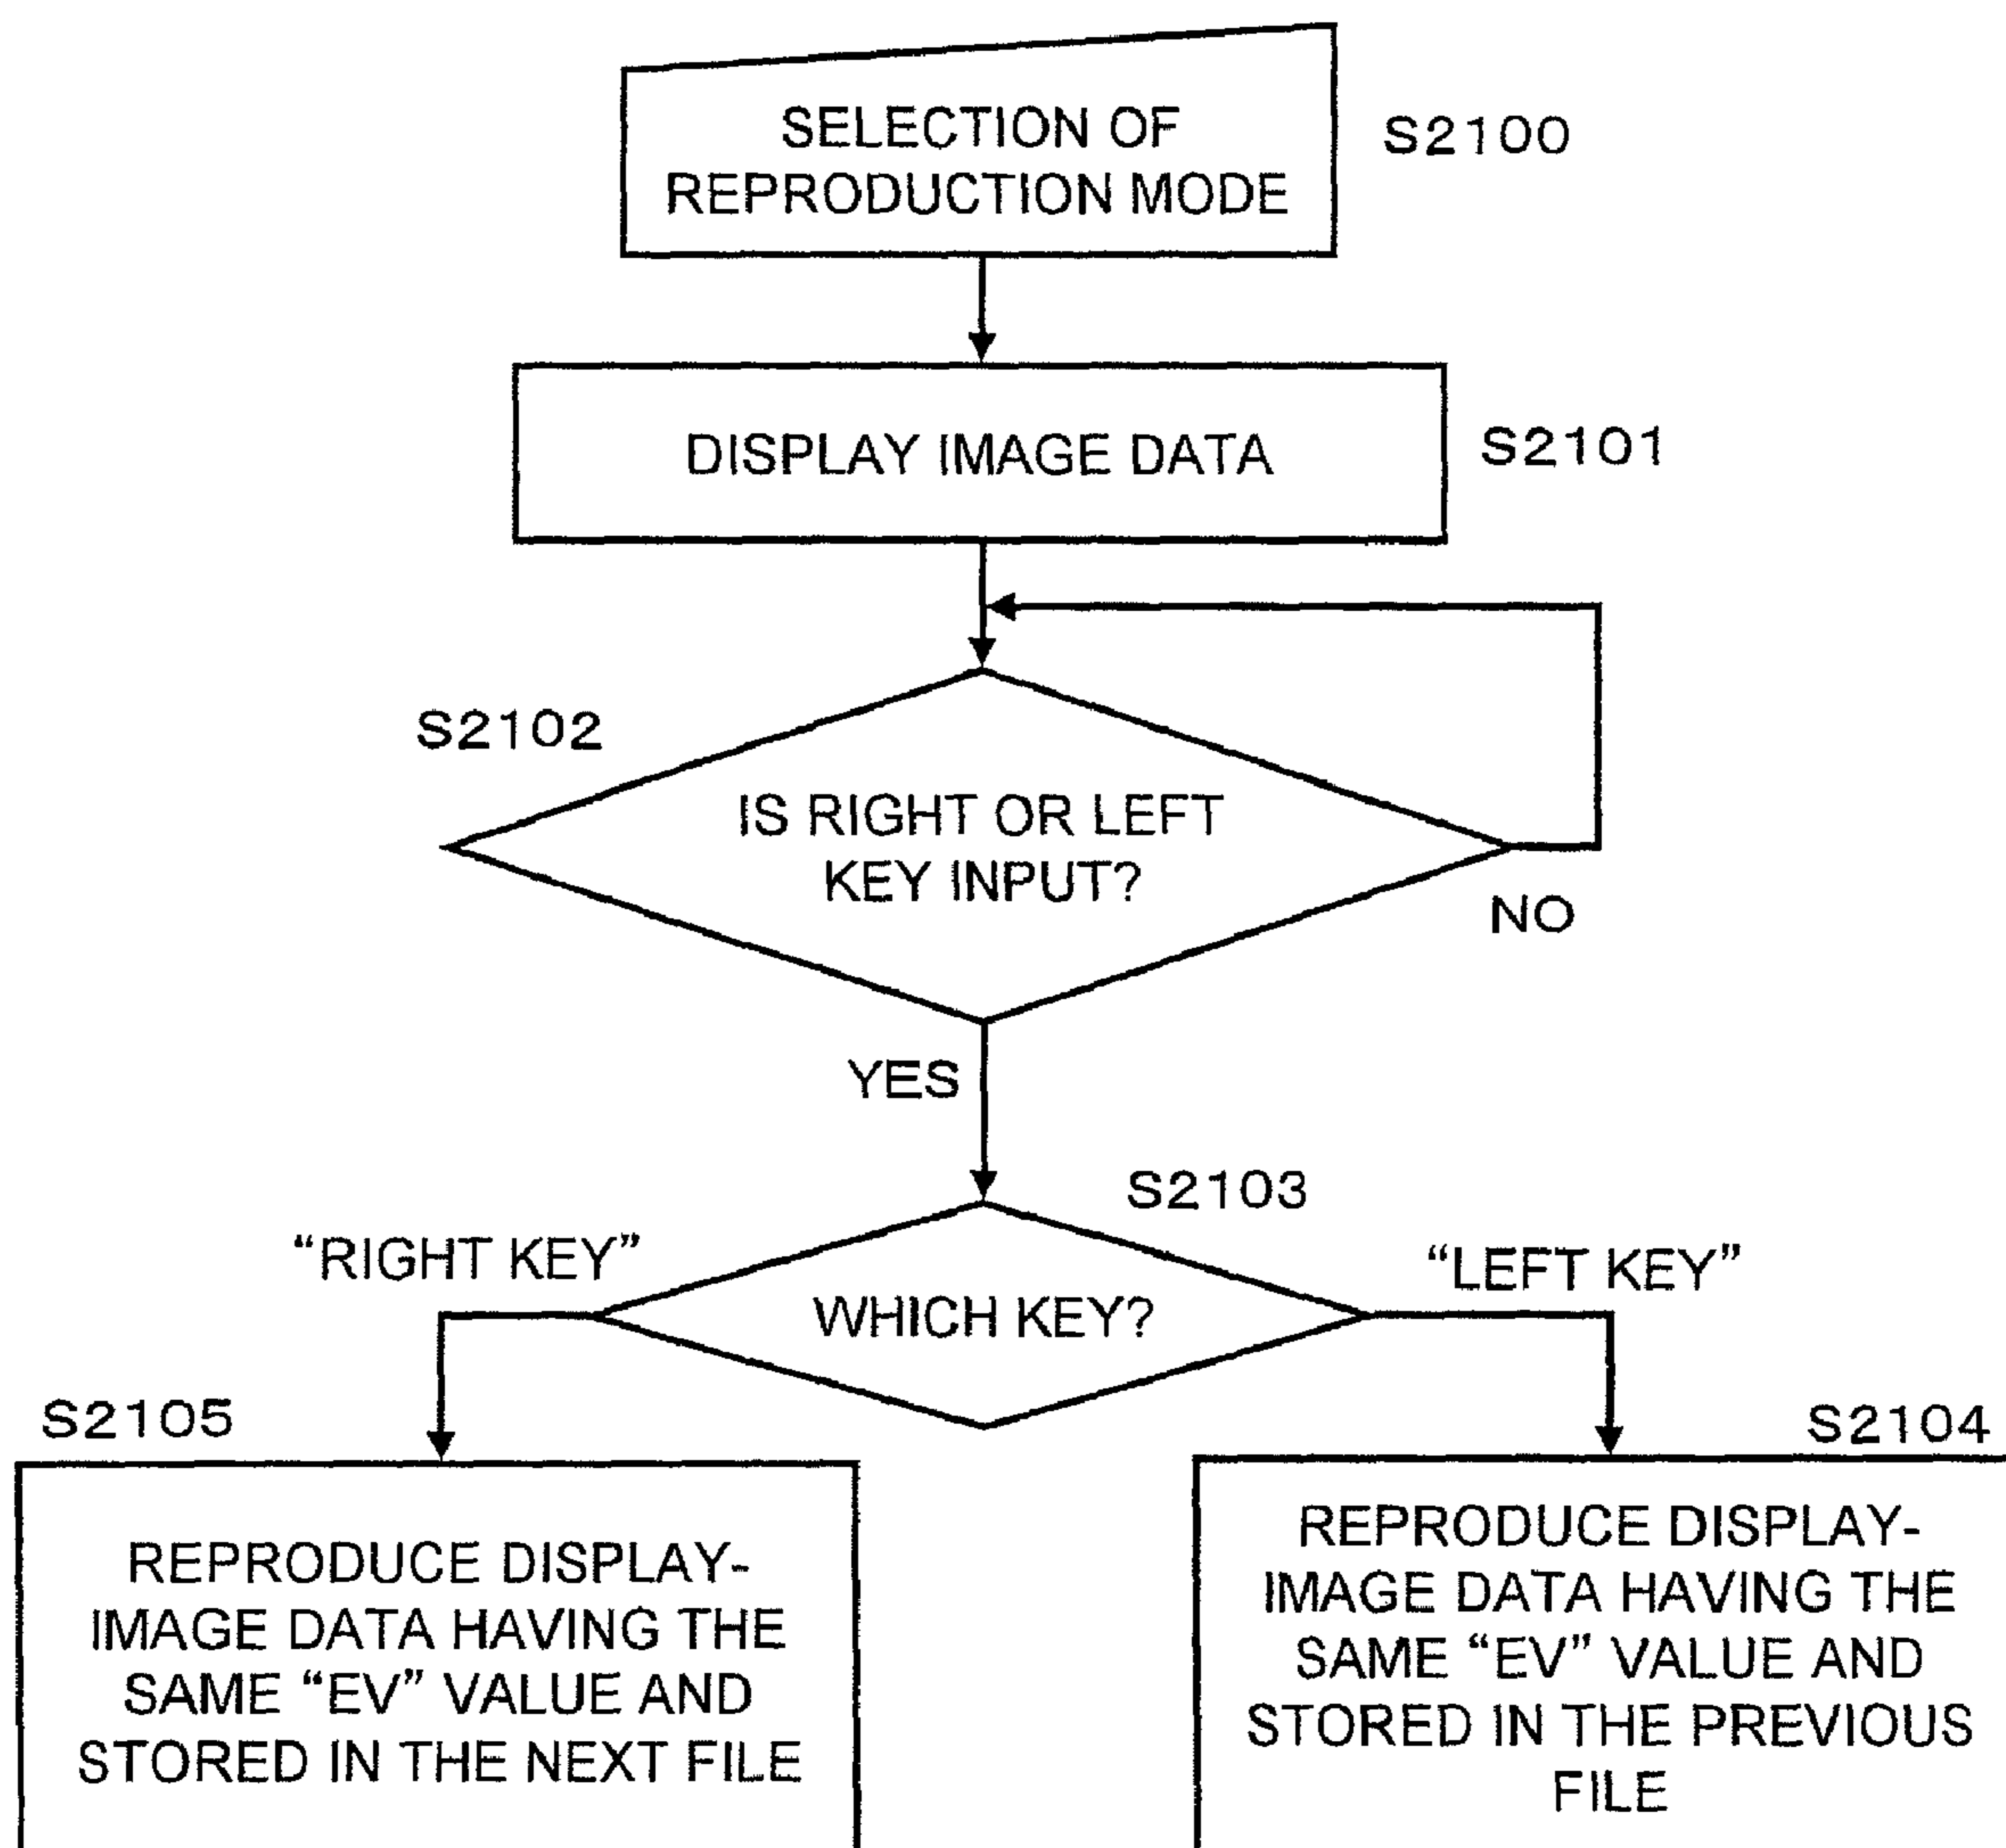 SELECTION OF
REPRODUCTION MODE
S2100
DISPLAY IMAGE DATA
S2101
S2102
IS RIGHT OR LEFT
KEY INPUT?
NO
YES
S2103
"RIGHT KEY"
WHICH KEY?
"LEFT KEY"
S2105
REPRODUCE DISPLAY-
IMAGE DATA HAVING THE
SAME "EV" VALUE AND
STORED IN THE NEXT FILE
S2104
REPRODUCE DISPLAY-
IMAGE DATA HAVING THE
SAME "EV" VALUE AND
STORED IN THE PREVIOUS
FILE